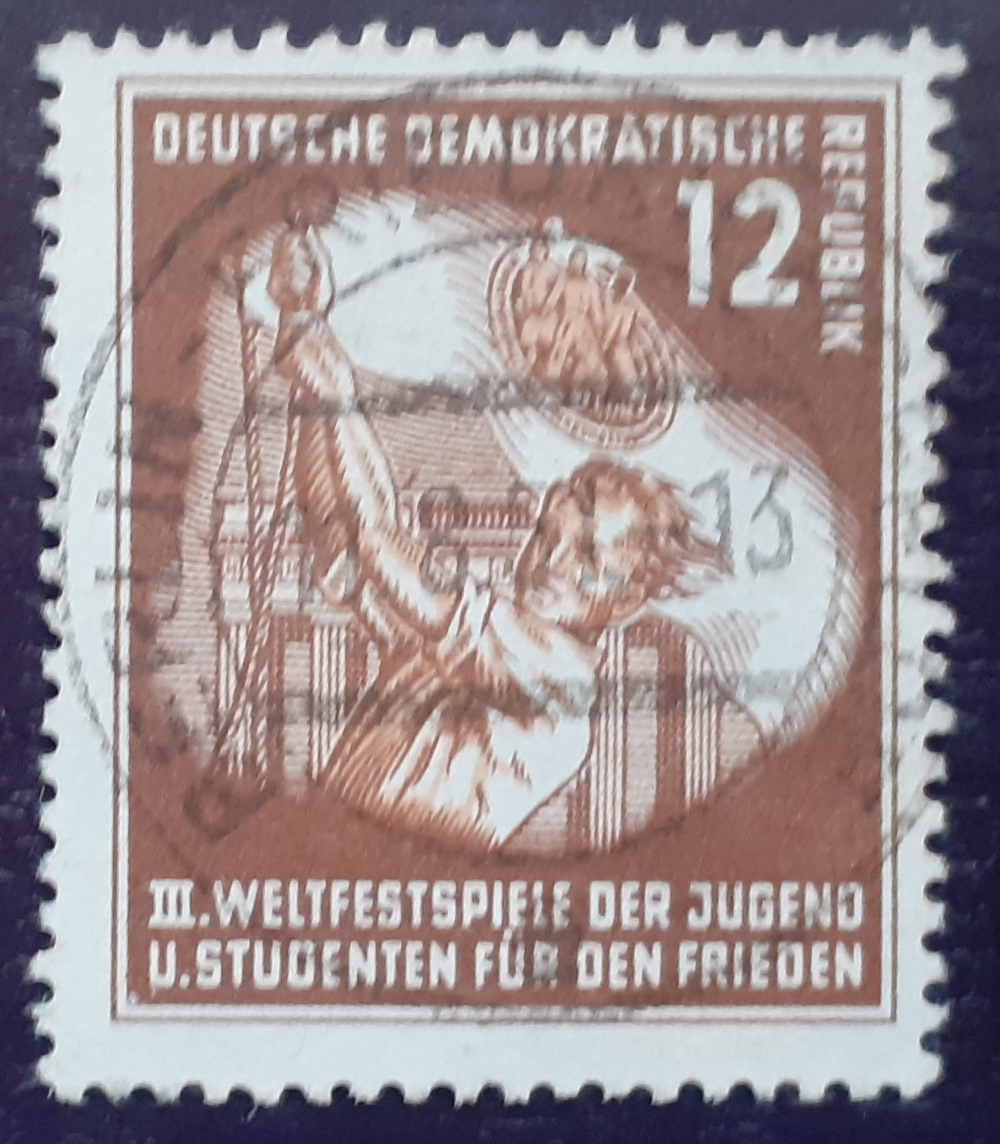 DEUTSCHE DEMOKRATISCHE
REPUBLIK
12
III. WELTFESTSPIELE DER JUGEND
U. STUDENTEN FÜR DEN FRIEDEN